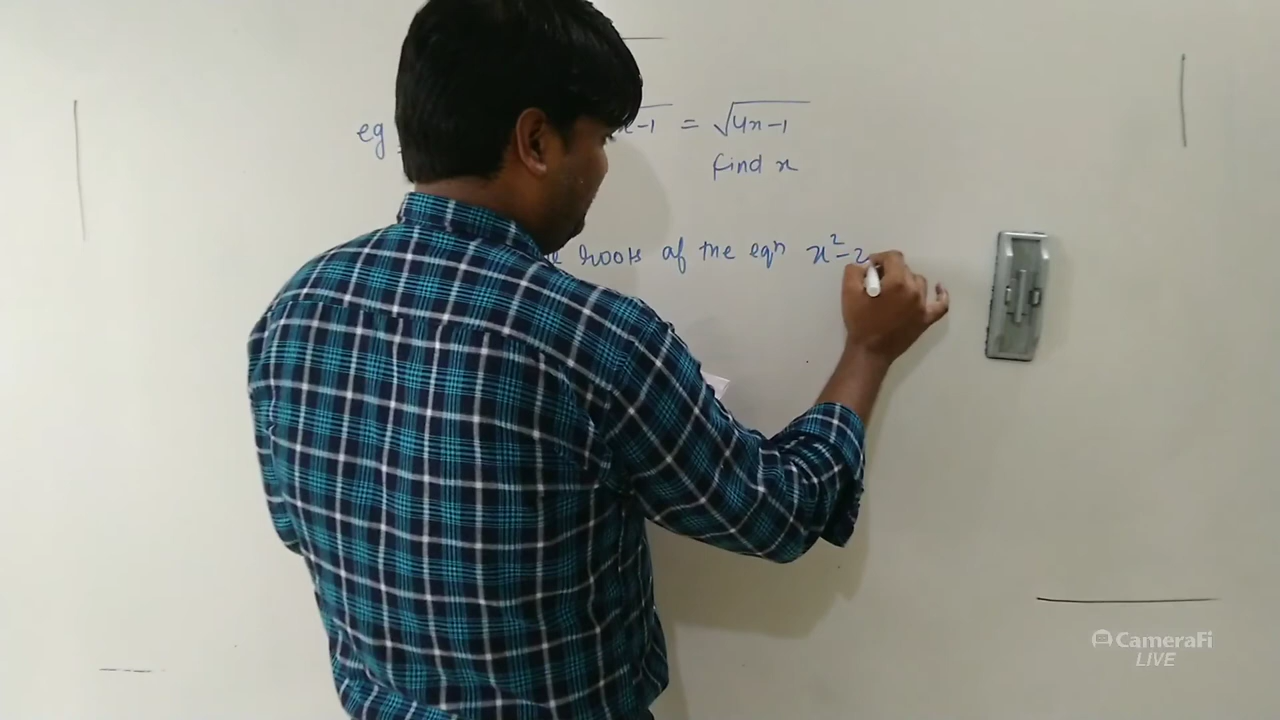 eg x-1 = √4x-1
find x
roots of the eqn x²-2
CameraFi
LIVE